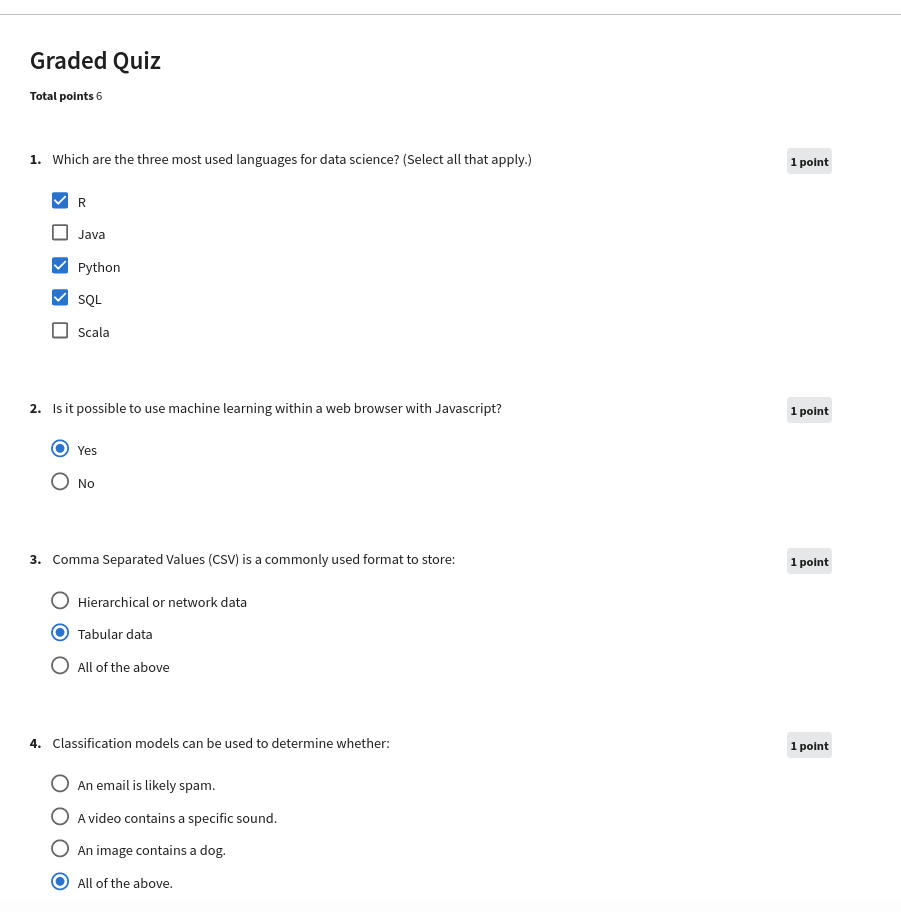 Graded Quiz
Total points 6
1. Which are the three most used languages for data science? (Select all that apply.)
1 point
R
Java
Python
SQL
Scala
2. Is it possible to use machine learning within a web browser with Javascript?
1 point
Yes
No
3. Comma Separated Values (CSV) is a commonly used format to store:
1 point
Hierarchical or network data
Tabular data
All of the above
4. Classification models can be used to determine whether:
1 point
An email is likely spam.
A video contains a specific sound.
An image contains a dog.
All of the above.